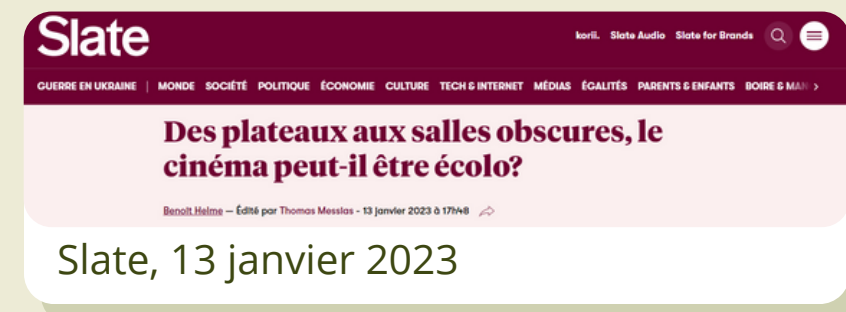 Slate
korii. Slate Audio Slate for Brands
GUERRE EN UKRAINE | MONDE SOCIÉTÉ POLITIQUE ÉCONOMIE CULTURE TECH & INTERNET MÉDIAS ÉGALITÉS PARENTS & ENFANTS BOIRE &
Des plateaux aux salles obscures, le
cinéma peut-il être écolo?
Benoît Helme — Édité par Thomas Messias - 13 janvier 2023 à 17h48
Slate, 13 janvier 2023